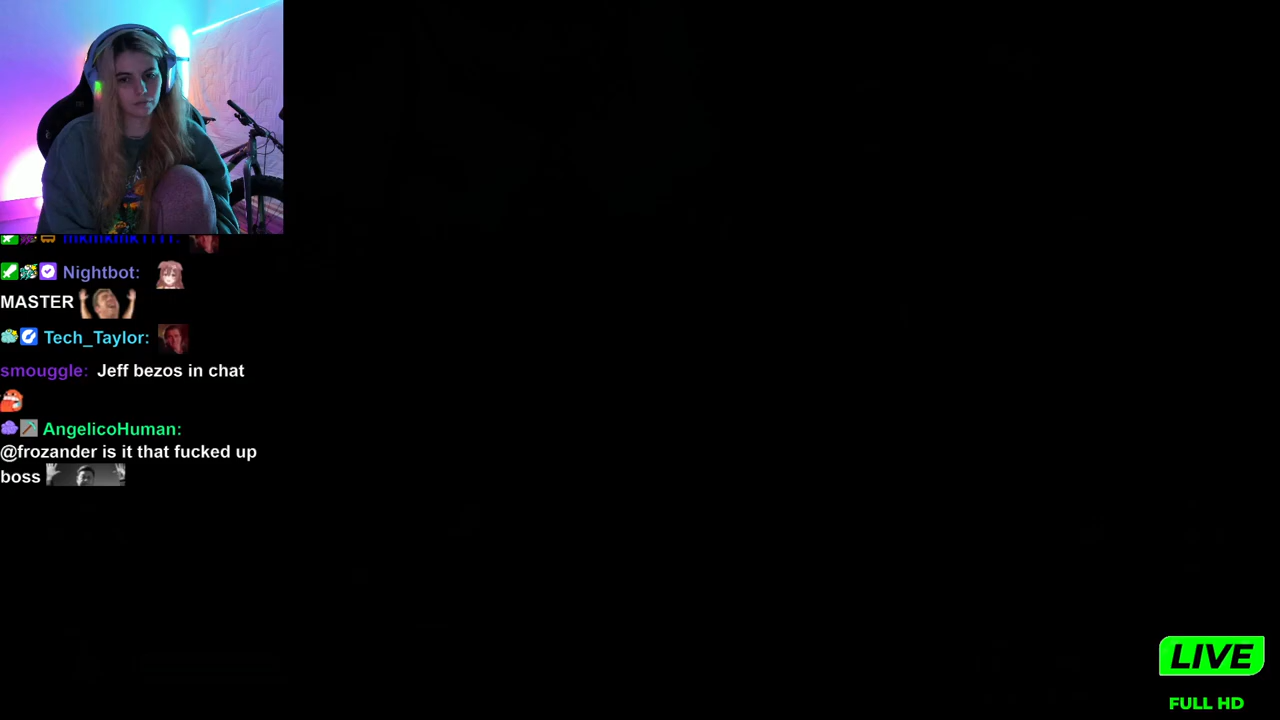 Nightbot:
MASTER
Tech_Taylor:
smouggle: Jeff bezos in chat
AngelicoHuman:
@frozander is it that fucked up
boss
LIVE
FULL HD